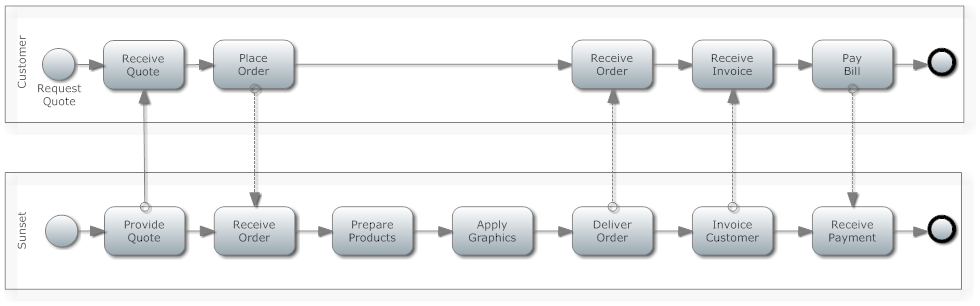 Customer
Request
Quote
Receive
Quote
Place
Order
Receive
Order
Receive
Invoice
Pay
Bill
Sunset
Provide
Quote
Receive
Order
Prepare
Products
Apply
Graphics
Deliver
Order
Invoice
Customer
Receive
Payment